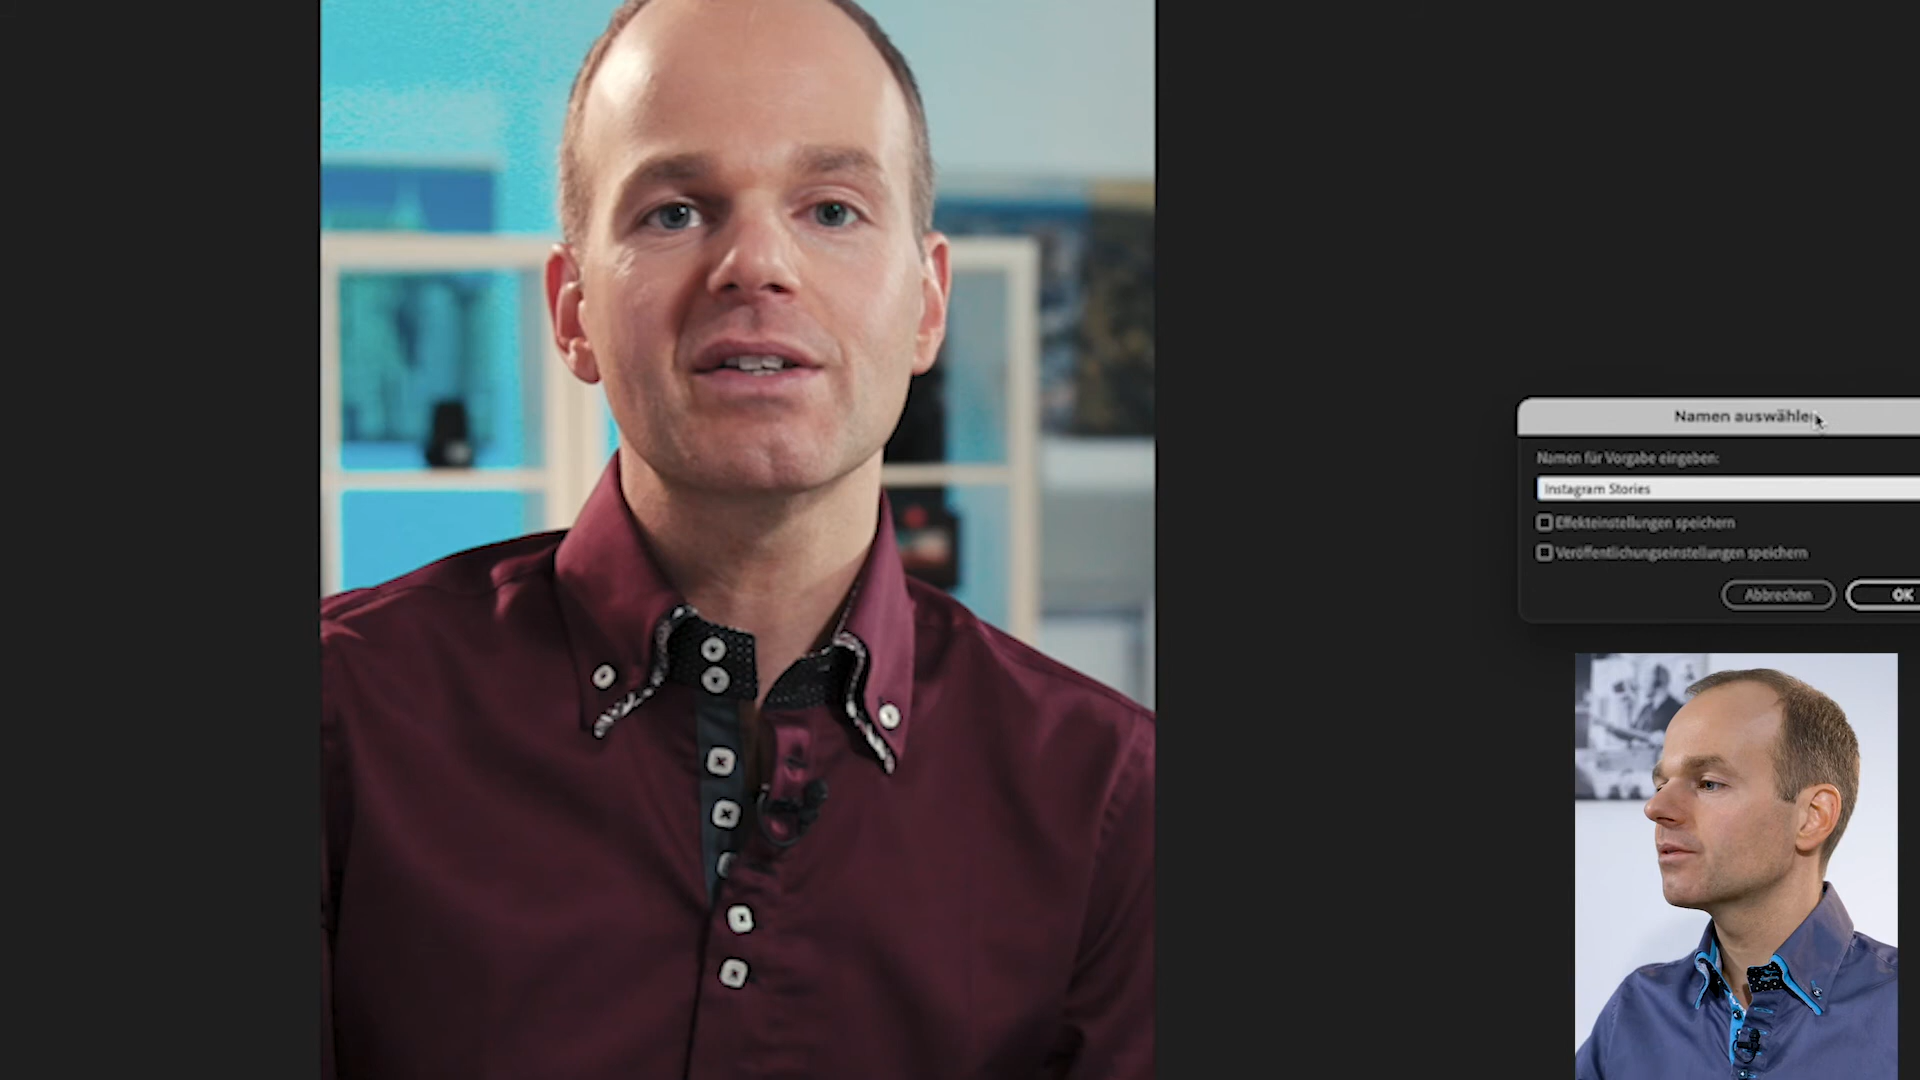 Namen auswählen
Namen für Vorgabe eingeben:
Instagram Stories
Effekteinstellungen speichern
Veröffentlichungseinstellungen speichern
Abbrechen
OK